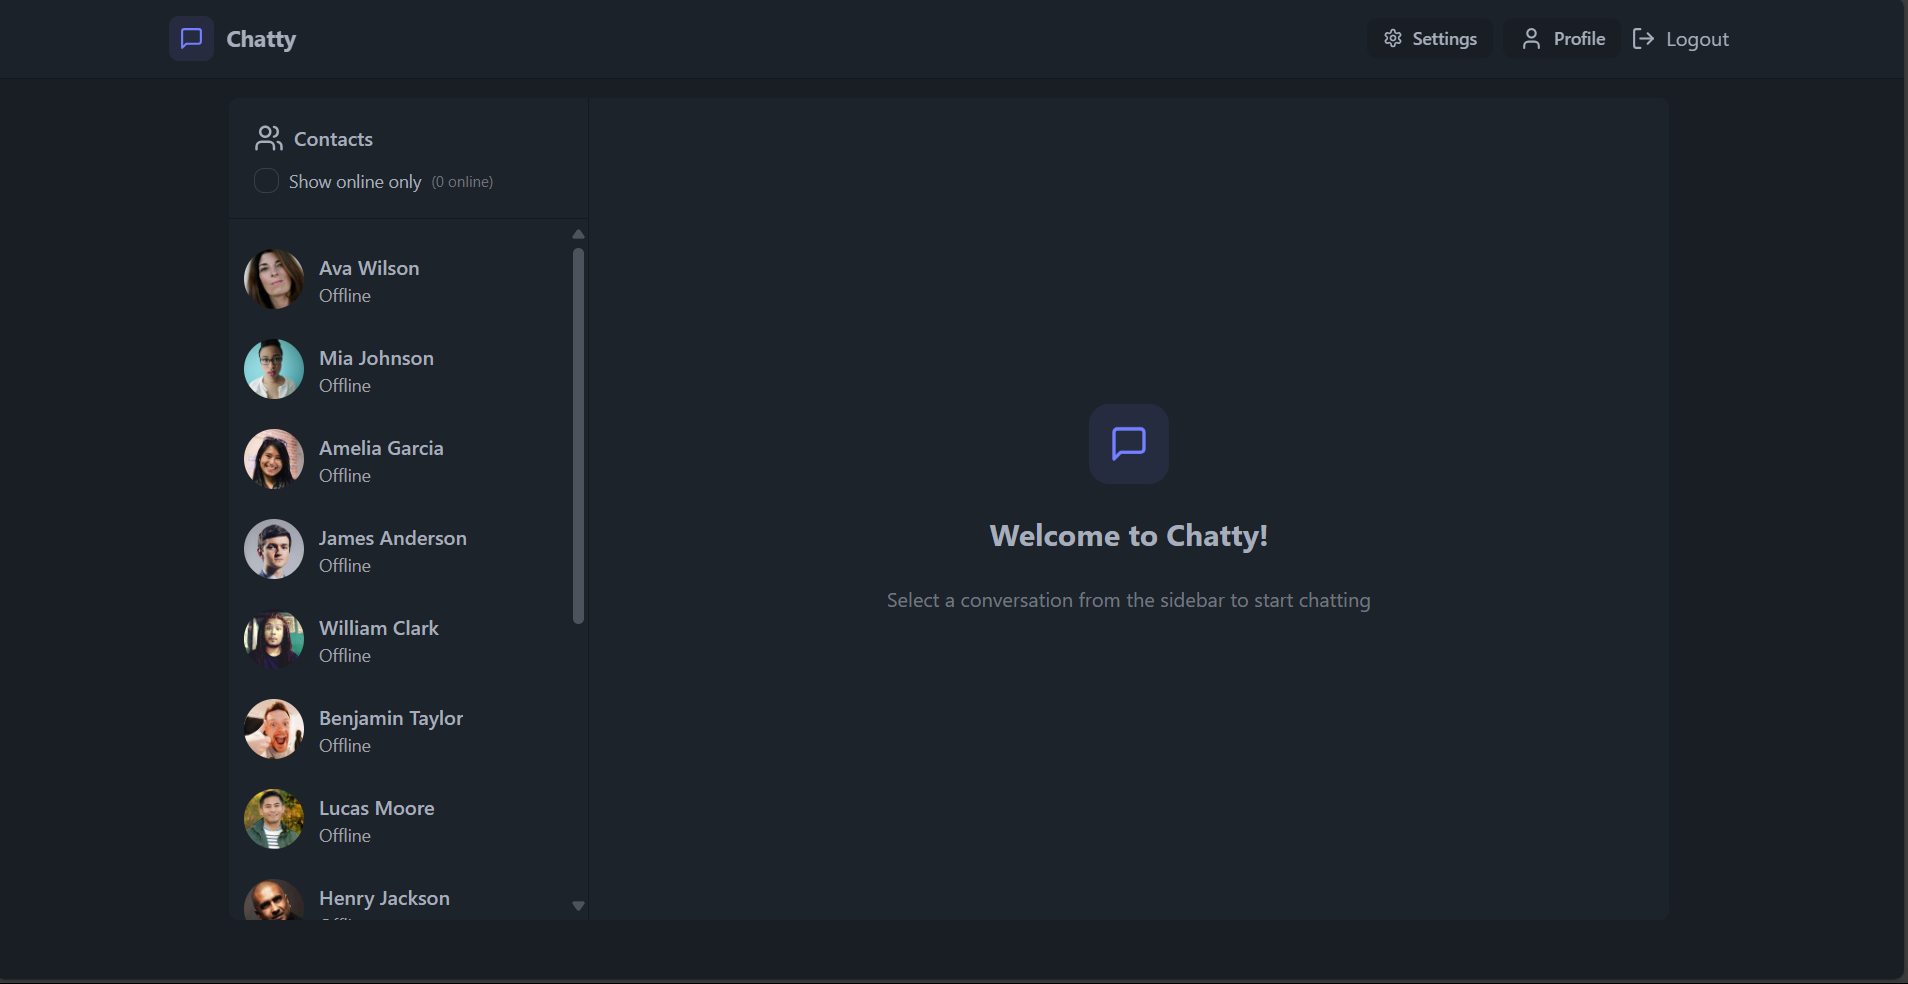 Chatty
Settings
Profile
Logout
Contacts
Show online only (0 online)
Ava Wilson
Offline
Mia Johnson
Offline
Amelia Garcia
Offline
James Anderson
Offline
William Clark
Offline
Benjamin Taylor
Offline
Lucas Moore
Offline
Henry Jackson
Welcome to Chatty!
Select a conversation from the sidebar to start chatting